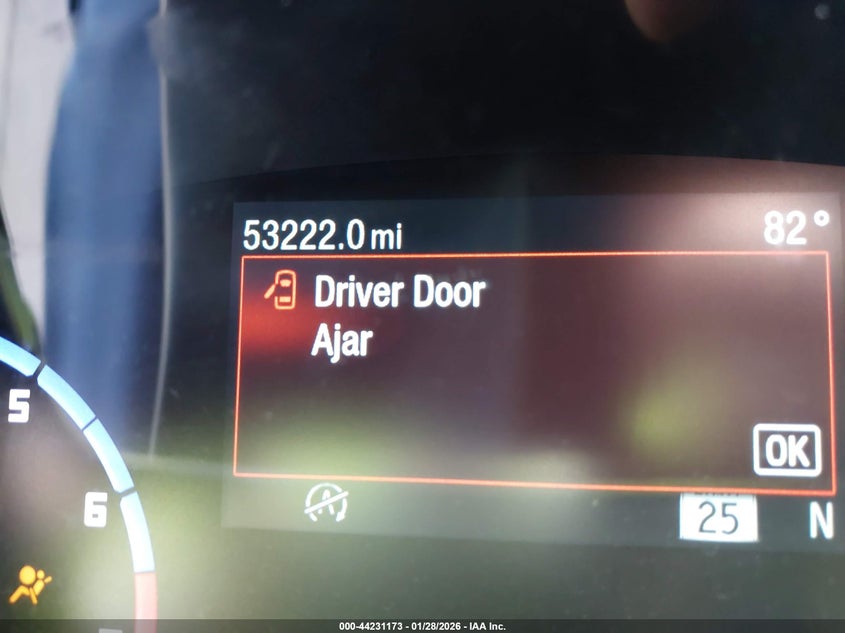 53222.0 mi 82°
Driver Door
Ajar
OK
5
6
A
25 N
000-44231173 - 01/28/2026 - IAA Inc.